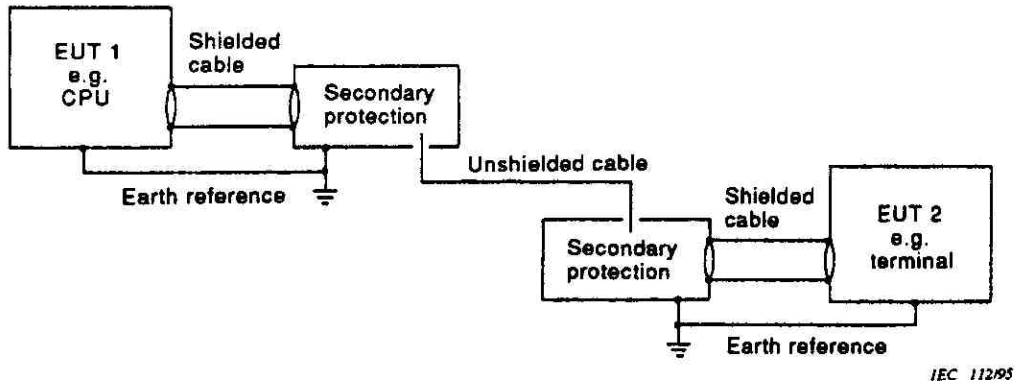 EUT 1
e.g.
CPU
Shielded
cable
Secondary
protection
Earth reference
Unshielded cable
Secondary
protection
Shielded
cable
EUT 2
e.g.
terminal
Earth reference
IEC 112/95